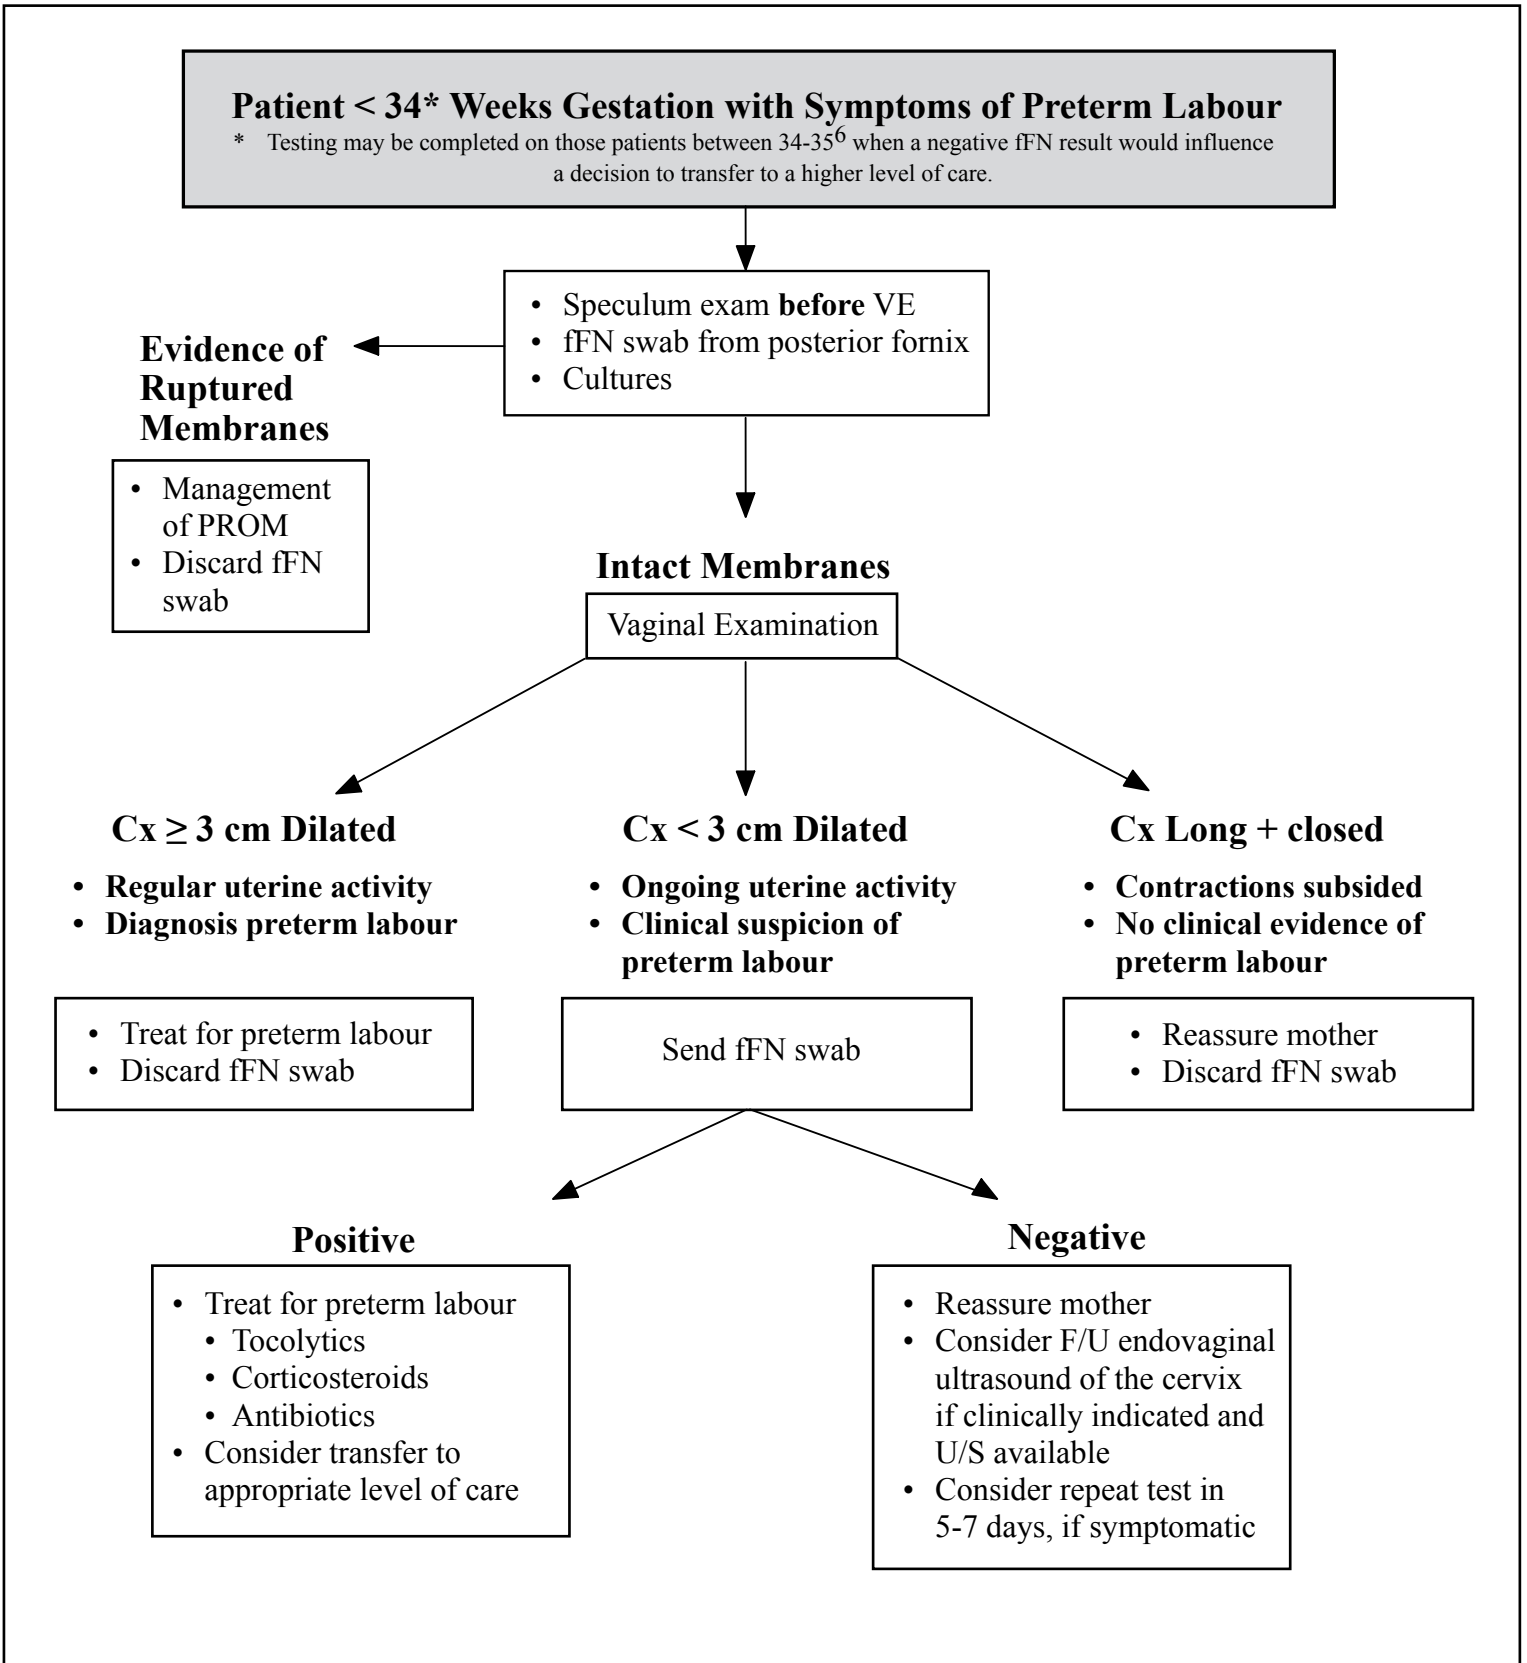 Patient < 34* Weeks Gestation with Symptoms of Preterm Labour
* Testing may be completed on those patients between 34-35⁶ when a negative fFN result would influence
a decision to transfer to a higher level of care.
• Speculum exam before VE
• fFN swab from posterior fornix
• Cultures
Evidence of
Ruptured
Membranes
• Management
of PROM
• Discard fFN
swab
Intact Membranes
Vaginal Examination
Cx ≥ 3 cm Dilated
• Regular uterine activity
• Diagnosis preterm labour
• Treat for preterm labour
• Discard fFN swab
Cx < 3 cm Dilated
• Ongoing uterine activity
• Clinical suspicion of
preterm labour
Send fFN swab
Cx Long + closed
• Contractions subsided
• No clinical evidence of
preterm labour
• Reassure mother
• Discard fFN swab
Positive
• Treat for preterm labour
• Tocolytics
• Corticosteroids
• Antibiotics
• Consider transfer to
appropriate level of care
Negative
• Reassure mother
• Consider F/U endovaginal
ultrasound of the cervix
if clinically indicated and
U/S available
• Consider repeat test in
5-7 days, if symptomatic